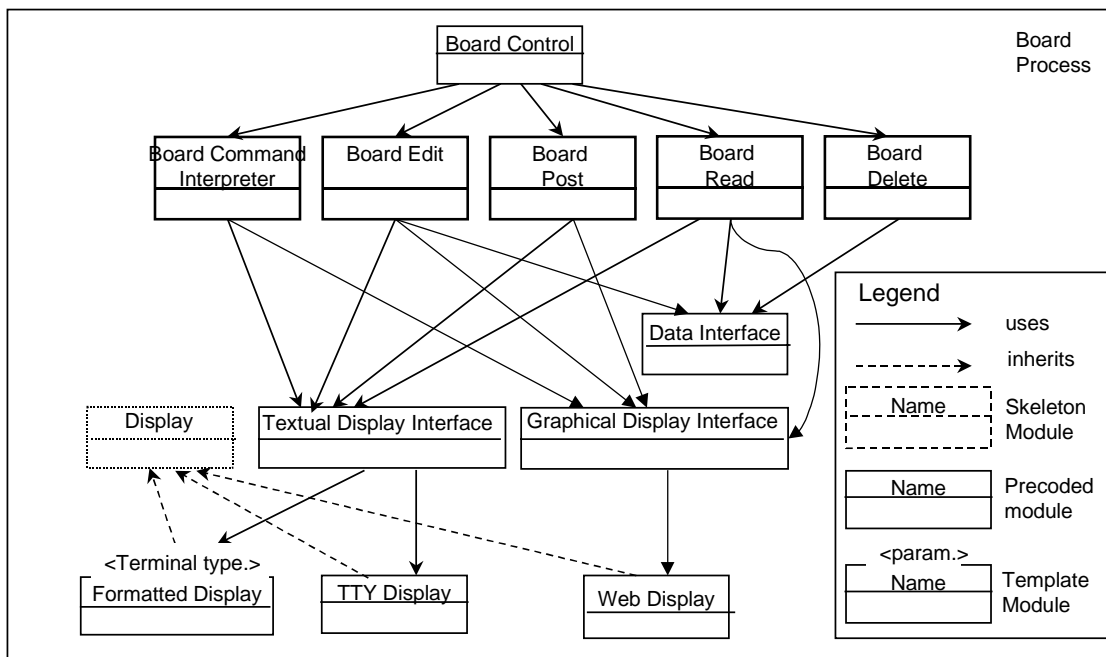 Board Control
Board
Process
Board Command
Interpreter
Board Edit
Board
Post
Board
Read
Board
Delete
Data Interface
Display
Textual Display Interface
Graphical Display Interface
<Terminal type.>
Formatted Display
TTY Display
Web Display
Legend
uses
inherits
Name
Skeleton
Module
Name
Precoded
module
<param.>
Name
Template
Module